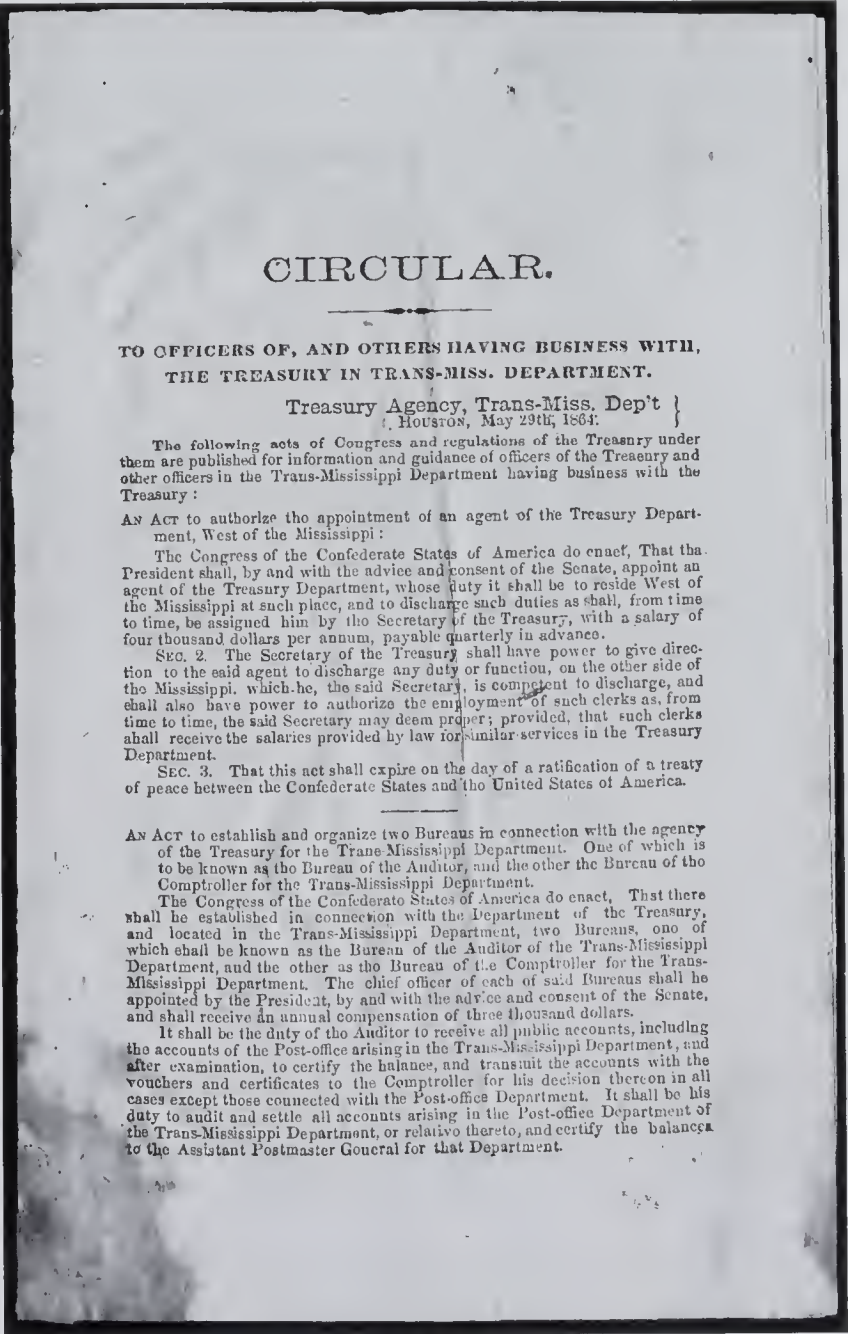 CIRCULAR.
TO OFFICERS OF, AND OTHERS HAVING BUSINESS WITH,
THE TREASURY IN TRANS-MISS. DEPARTMENT.
Treasury Agency, Trans-Miss. Dep't }
HOUSTON, May 29th, 1864.
The following acts of Congress and regulations of the Treasury under
them are published for information and guidance of officers of the Treasury and
other officers in the Trans-Mississippi Department having business with the
Treasury :
AN ACT to authorize the appointment of an agent of the Treasury Depart-
ment, West of the Mississippi :
The Congress of the Confederate States of America do enact, That the
President shall, by and with the advice and consent of the Senate, appoint an
agent of the Treasury Department, whose duty it shall be to reside West of
the Mississippi at such place, and to discharge such duties as shall, from time
to time, be assigned him by the Secretary of the Treasury, with a salary of
four thousand dollars per annum, payable quarterly in advance.
SEC. 2. The Secretary of the Treasury shall have power to give direc-
tion to the said agent to discharge any duty or function, on the other side of
the Mississippi, which he, the said Secretary, is competent to discharge, and
shall also have power to authorize the employment of such clerks as, from
time to time, the said Secretary may deem proper; provided, that such clerks
shall receive the salaries provided by law for similar services in the Treasury
Department.
SEC. 3. That this act shall expire on the day of a ratification of a treaty
of peace between the Confederate States and the United States of America.
AN ACT to establish and organize two Bureaus in connection with the agency
of the Treasury for the Trans-Mississippi Department. One of which is
to be known as the Bureau of the Auditor, and the other the Bureau of the
Comptroller for the Trans-Mississippi Department.
The Congress of the Confederate States of America do enact, That there
shall be established in connection with the Department of the Treasury,
and located in the Trans-Mississippi Department, two Bureaus, one of
which shall be known as the Bureau of the Auditor of the Trans-Mississippi
Department, and the other as the Bureau of the Comptroller for the Trans-
Mississippi Department. The chief officer of each of said Bureaus shall be
appointed by the President, by and with the advice and consent of the Senate,
and shall receive an annual compensation of three thousand dollars.
It shall be the duty of the Auditor to receive all public accounts, including
the accounts of the Post-office arising in the Trans-Mississippi Department, and
after examination, to certify the balance, and transmit the accounts with the
vouchers and certificates to the Comptroller for his decision thereon in all
cases except those connected with the Post-office Department. It shall be his
duty to audit and settle all accounts arising in the Post-office Department of
the Trans-Mississippi Department, or relative thereto, and certify the balances
to the Assistant Postmaster General for that Department.